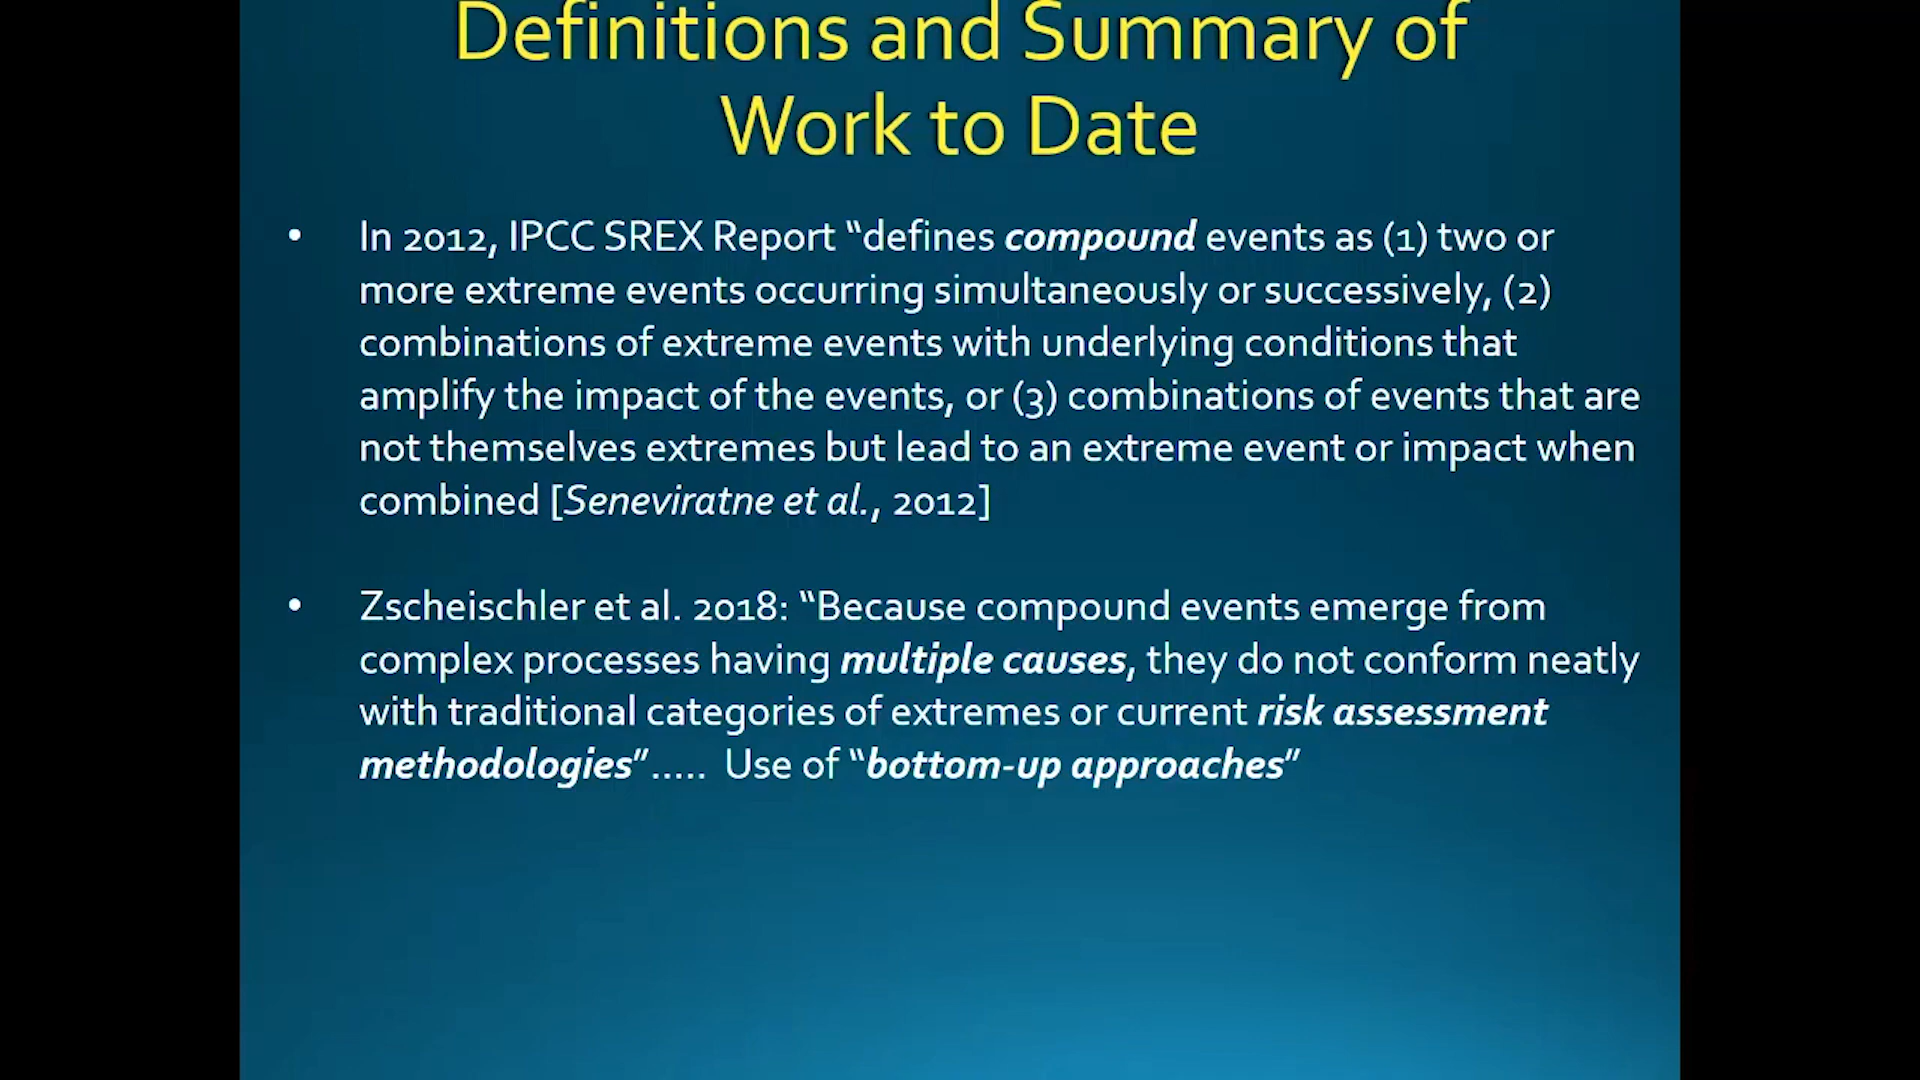 Definitions and Summary of
Work to Date
• In 2012, IPCC SREX Report “defines compound events as (1) two or
more extreme events occurring simultaneously or successively, (2)
combinations of extreme events with underlying conditions that
amplify the impact of the events, or (3) combinations of events that are
not themselves extremes but lead to an extreme event or impact when
combined [Seneviratne et al., 2012]
• Zscheischler et al. 2018: “Because compound events emerge from
complex processes having multiple causes, they do not conform neatly
with traditional categories of extremes or current risk assessment
methodologies”..... Use of “bottom-up approaches”